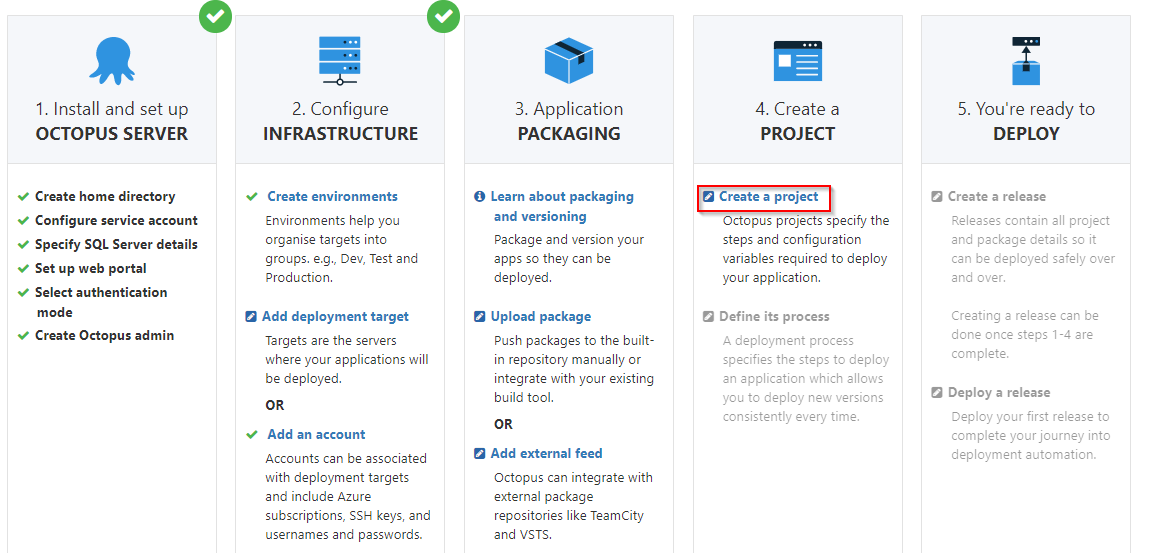 1. Install and set up
OCTOPUS SERVER
Create home directory
Configure service account
Specify SQL Server details
Set up web portal
Select authentication
mode
Create Octopus admin
2. Configure
INFRASTRUCTURE
Create environments
Environments help you
organise targets into
groups. e.g., Dev, Test and
Production.
Add deployment target
Targets are the servers
where your applications will
be deployed.
OR
Add an account
Accounts can be associated
with deployment targets
and include Azure
subscriptions, SSH keys, and
usernames and passwords.
3. Application
PACKAGING
Learn about packaging
and versioning
Package and version your
apps so they can be
deployed.
Upload package
Push packages to the built-
in repository manually or
integrate with your existing
build tool.
OR
Add external feed
Octopus can integrate with
external package
repositories like TeamCity
and VSTS.
4. Create a
PROJECT
Create a project
Octopus projects specify the
steps and configuration
variables required to deploy
your application.
Define its process
A deployment process
specifies the steps to deploy
an application which allows
you to deploy new versions
consistently every time.
5. You're ready to
DEPLOY
Create a release
Releases contain all project
and package details so it
can be deployed safely over
and over.
Creating a release can be
done once steps 1-4 are
complete.
Deploy a release
Deploy your first release to
complete your journey into
deployment automation.